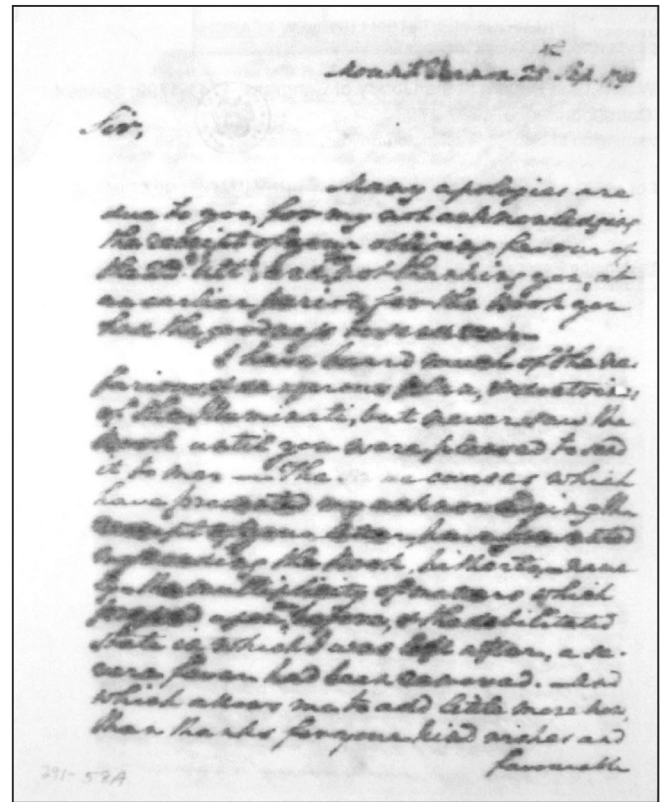 Mount Vernon 25th Sep. 1798
Sir,
Many apologies are
due to you, for my not acknowledging
the receipt of your obliging favour of
the 22d. ulto, and for not thanking you, at
an earlier period, for the Book you
had the goodness to send me.
I have heard much of the ne-
farious, & dangerous plan, & doctrines
of the Illuminati, but never saw the
Book until you were pleased to send
it to me. The same causes which
have prevented my acknowledging the
receipt of your letter, have prevented
my reading the Book, hitherto; namely
the multiplicity of matters which
pressed upon me before, & the debilitated
state in which I was left after, a se-
vere fever had been removed. And
which allows me to add little more now,
than thanks for your kind wishes and
favourable
291-52A